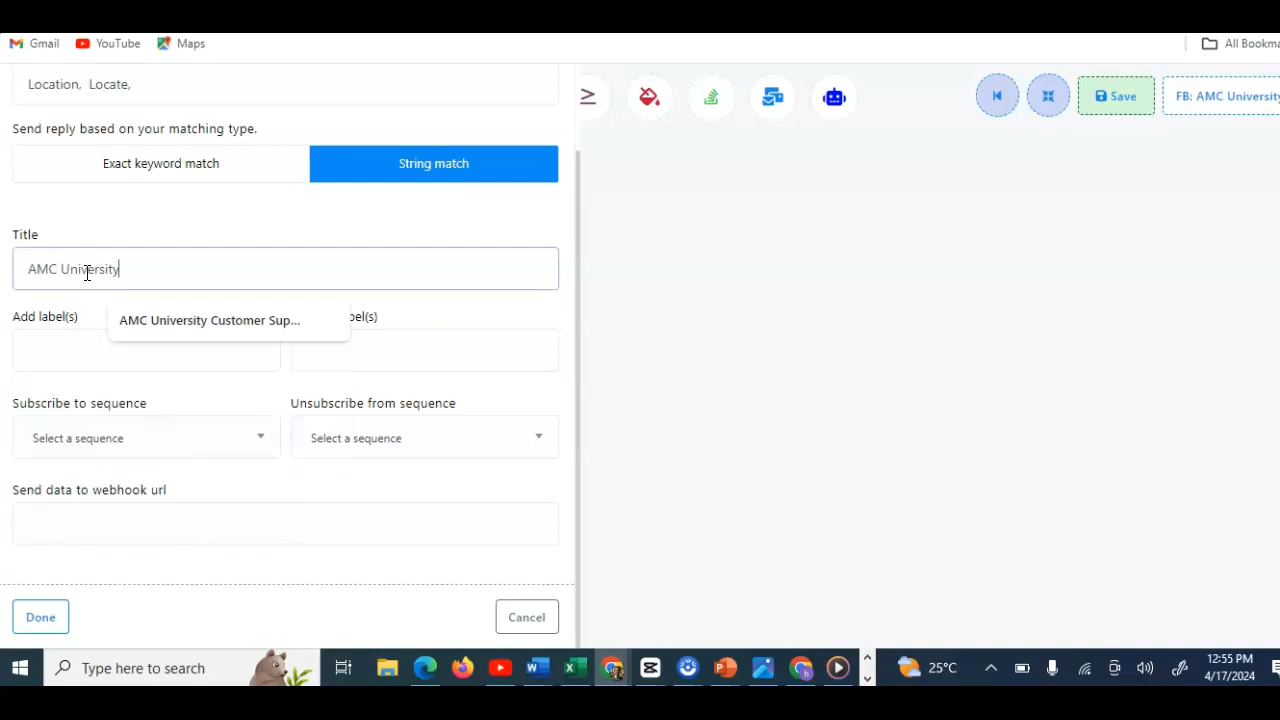 Gmail YouTube Maps All Bookma
Location, Locate,
Save FB: AMC University
Send reply based on your matching type.
Exact keyword match String match
Title
AMC University
Add label(s) bel(s)
AMC University Customer Sup...
Subscribe to sequence Unsubscribe from sequence
Select a sequence Select a sequence
Send data to webhook url
Done Cancel
Type here to search 25°C 12:55 PM
4/17/2024